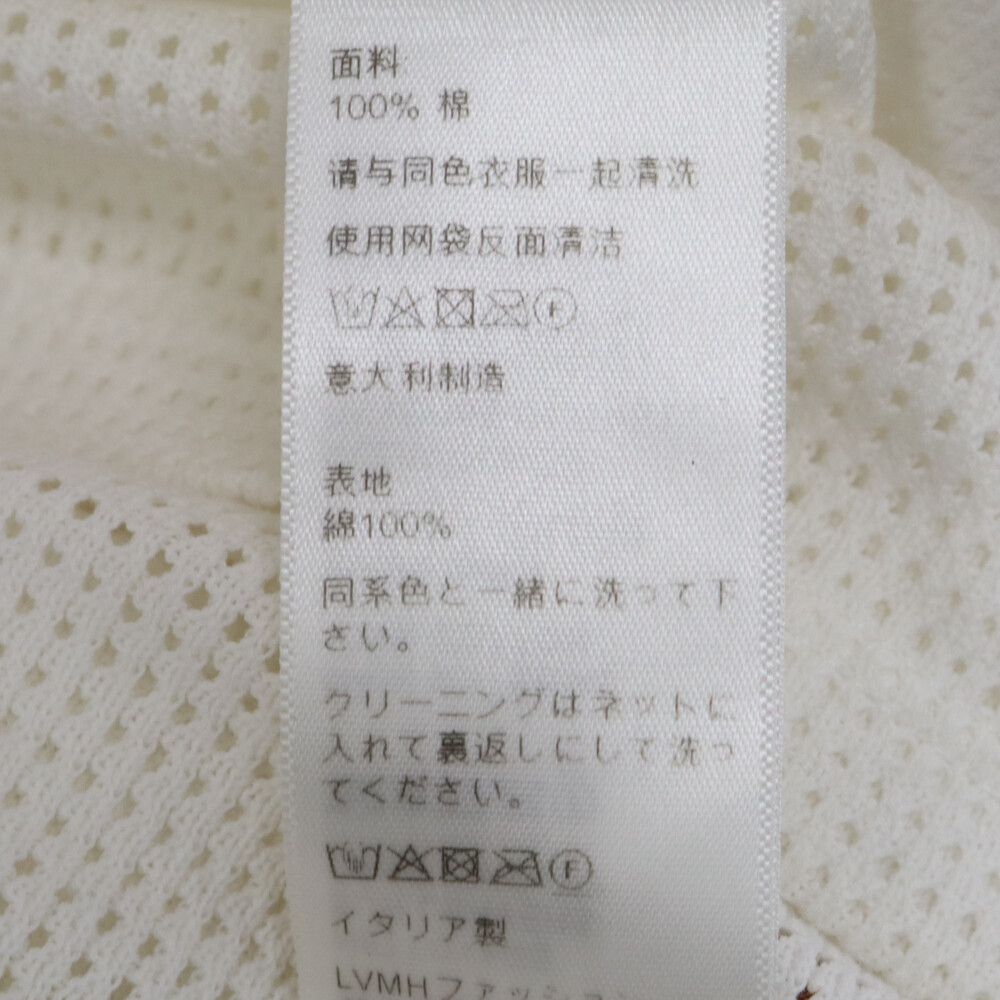 面料
100% 棉
请与同色衣服一起清洗
使用网袋反面清洁
F
意大利制造
表地
綿100%
同系色と一緒に洗って下
さい。
クリーニングはネットに
入れて裏返しにして洗っ
てください。
F
イタリア製
LVMHファッション